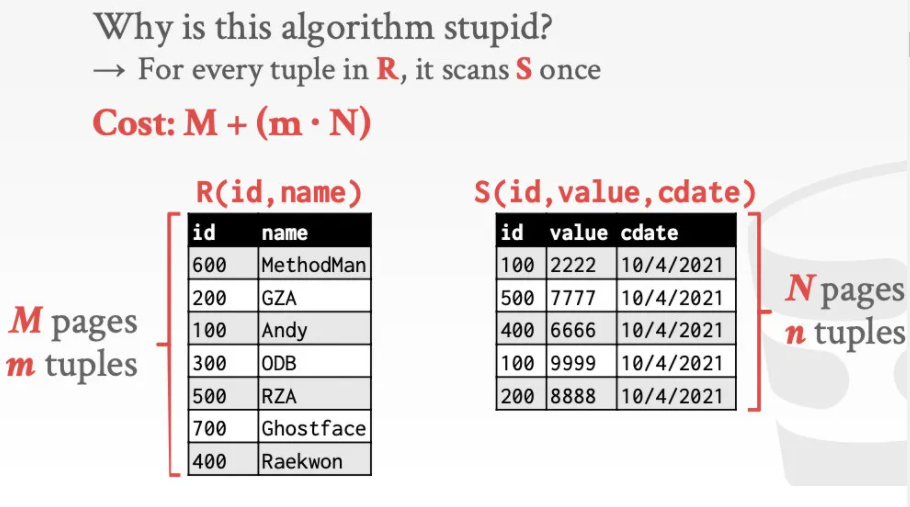 Why is this algorithm stupid?
→ For every tuple in R, it scans S once
Cost: M + (m · N)
R(id,name)
id name
600 MethodMan
200 GZA
100 Andy
300 ODB
500 RZA
700 Ghostface
400 Raekwon
M pages
m tuples
S(id,value,cdate)
id value cdate
100 2222 10/4/2021
500 7777 10/4/2021
400 6666 10/4/2021
100 9999 10/4/2021
200 8888 10/4/2021
N pages
n tuples